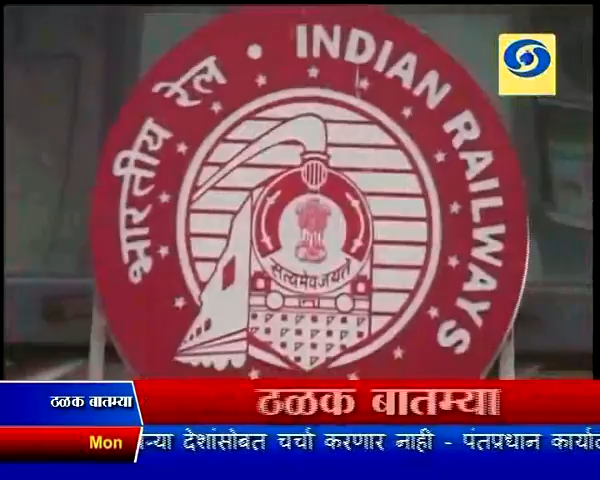 भारतीय रेल • INDIAN RAILWAYS
सत्यमेव जयते
ठळक बातम्या
ठळक बातम्या
Mon
देशांसोबत चर्चा करणार नाही - पंतप्रधान